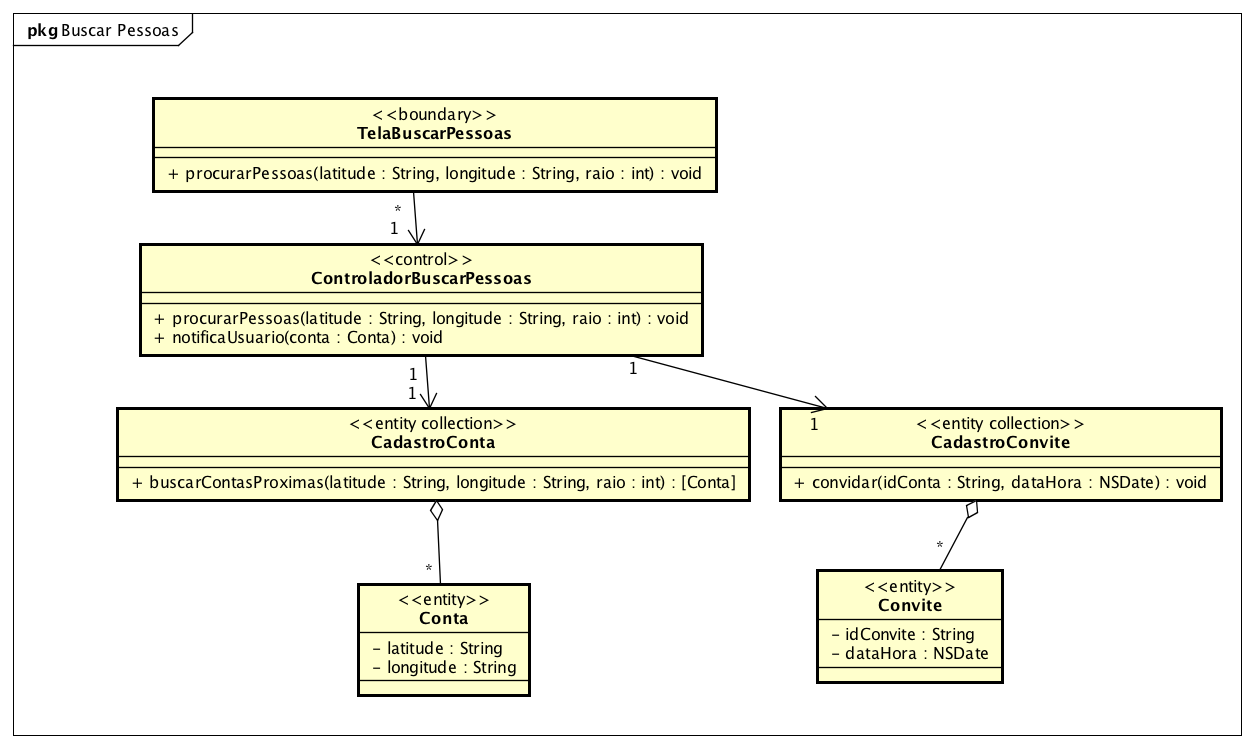 pkg Buscar Pessoas
<<boundary>>
TelaBuscarPessoas
+ procurarPessoas(latitude : String, longitude : String, raio : int) : void
*
1
<<control>>
ControladorBuscarPessoas
+ procurarPessoas(latitude : String, longitude : String, raio : int) : void
+ notificaUsuario(conta : Conta) : void
1
1
1
1
<<entity collection>>
CadastroConta
+ buscarContasProximas(latitude : String, longitude : String, raio : int) : [Conta]
<<entity collection>>
CadastroConvite
+ convidar(idConta : String, dataHora : NSDate) : void
*
*
<<entity>>
Conta
- latitude : String
- longitude : String
<<entity>>
Convite
- idConvite : String
- dataHora : NSDate